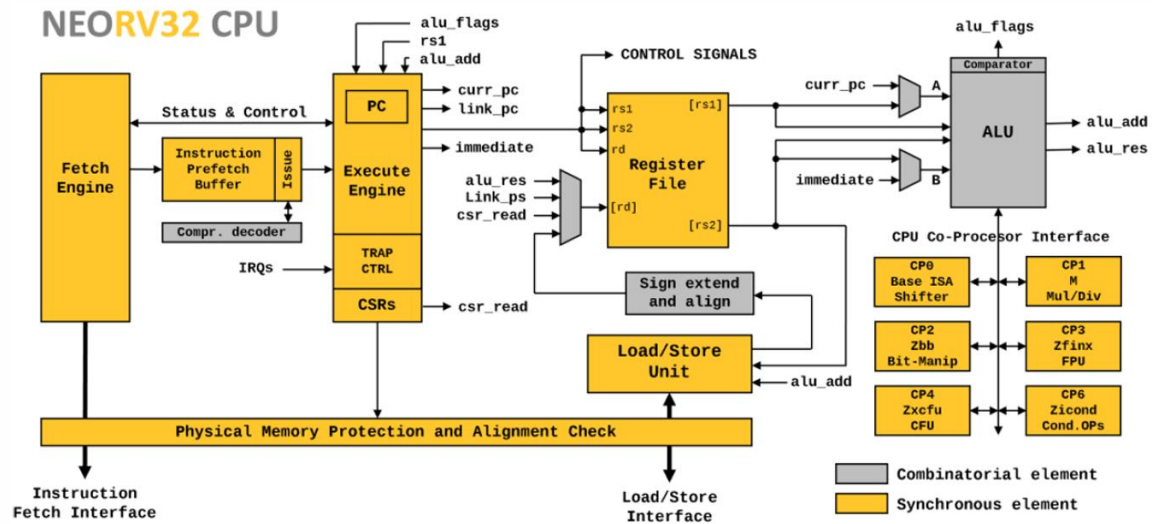 NEORV32 CPU
Fetch
Engine
Status & Control
Instruction
Prefetch
Buffer
Issue
Compr. decoder
IRQs
alu_flags
rs1
alu_add
PC
Execute
Engine
TRAP
CTRL
CSRs
curr_pc
link_pc
immediate
csr_read
CONTROL SIGNALS
alu_res
Link_ps
csr_read
rs1
rs2
rd
[rd]
[rs1]
Register
File
[rs2]
Sign extend
and align
Load/Store
Unit
alu_add
curr_pc
A
immediate
B
alu_flags
Comparator
ALU
alu_add
alu_res
CPU Co-Procesor Interface
CP0
Base ISA
Shifter
CP1
M
Mul/Div
CP2
Zbb
Bit-Manip
CP3
Zfinx
FPU
CP4
Zxcfu
CFU
CP6
Zicond
Cond.OPs
Physical Memory Protection and Alignment Check
Instruction
Fetch Interface
Load/Store
Interface
Combinatorial element
Synchronous element